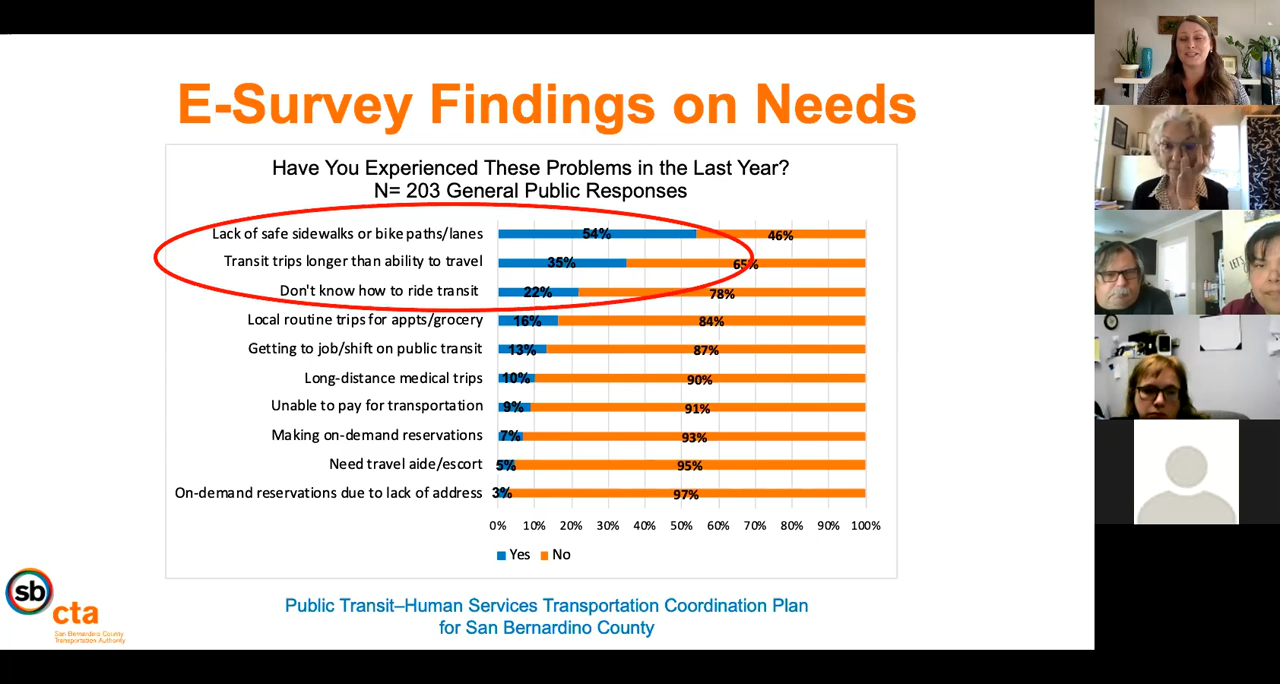 E-Survey Findings on Needs
Have You Experienced These Problems in the Last Year?
N= 203 General Public Responses
Lack of safe sidewalks or bike paths/lanes 54% 46%
Transit trips longer than ability to travel 35% 65%
Don't know how to ride transit 22% 78%
Local routine trips for appts/grocery 16% 84%
Getting to job/shift on public transit 13% 87%
Long-distance medical trips 10% 90%
Unable to pay for transportation 9% 91%
Making on-demand reservations 7% 93%
Need travel aide/escort 5% 95%
On-demand reservations due to lack of address 3% 97%
0% 10% 20% 30% 40% 50% 60% 70% 80% 90% 100%
Yes No
Public Transit–Human Services Transportation Coordination Plan
for San Bernardino County
sb
cta
San Bernardino County
Transportation Authority